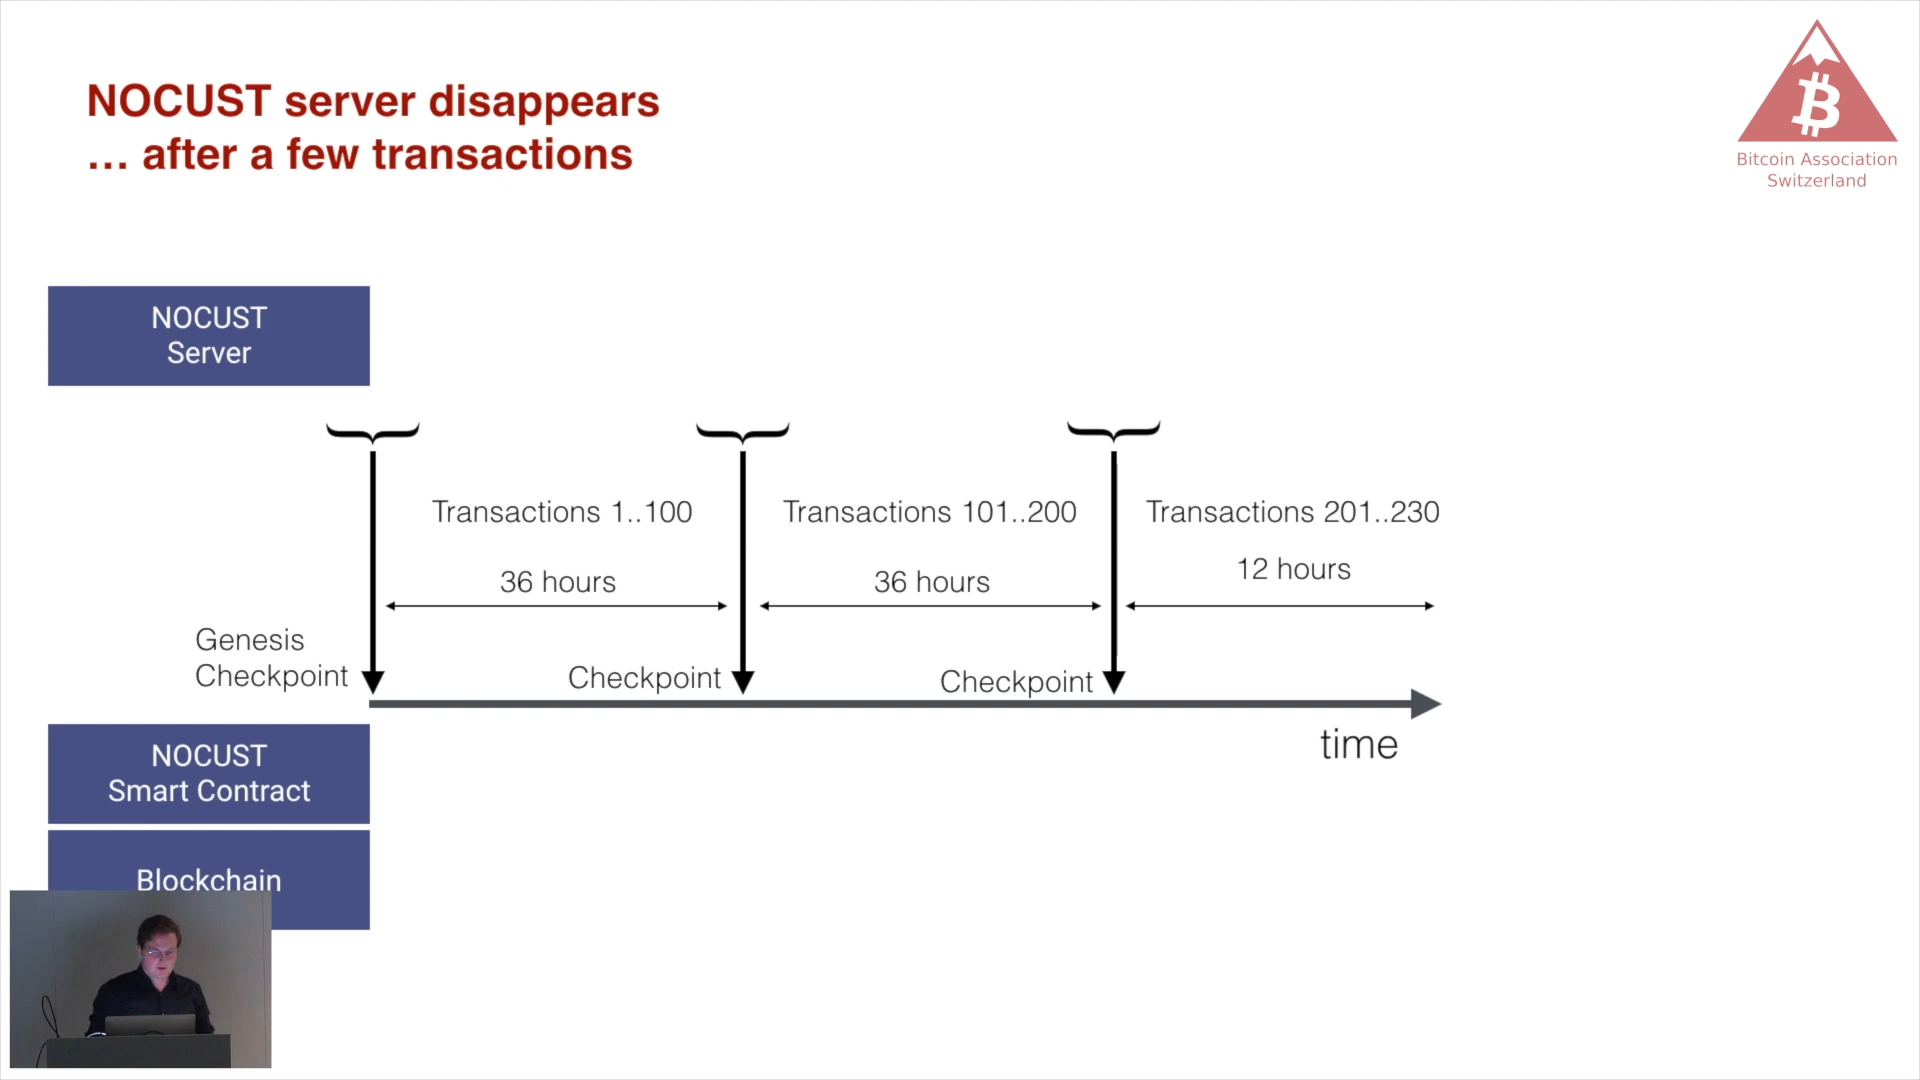 NOCUST server disappears
… after a few transactions
Bitcoin Association
Switzerland
NOCUST
Server
Transactions 1..100
Transactions 101..200
Transactions 201..230
36 hours
36 hours
12 hours
Genesis
Checkpoint
Checkpoint
Checkpoint
time
NOCUST
Smart Contract
Blockchain